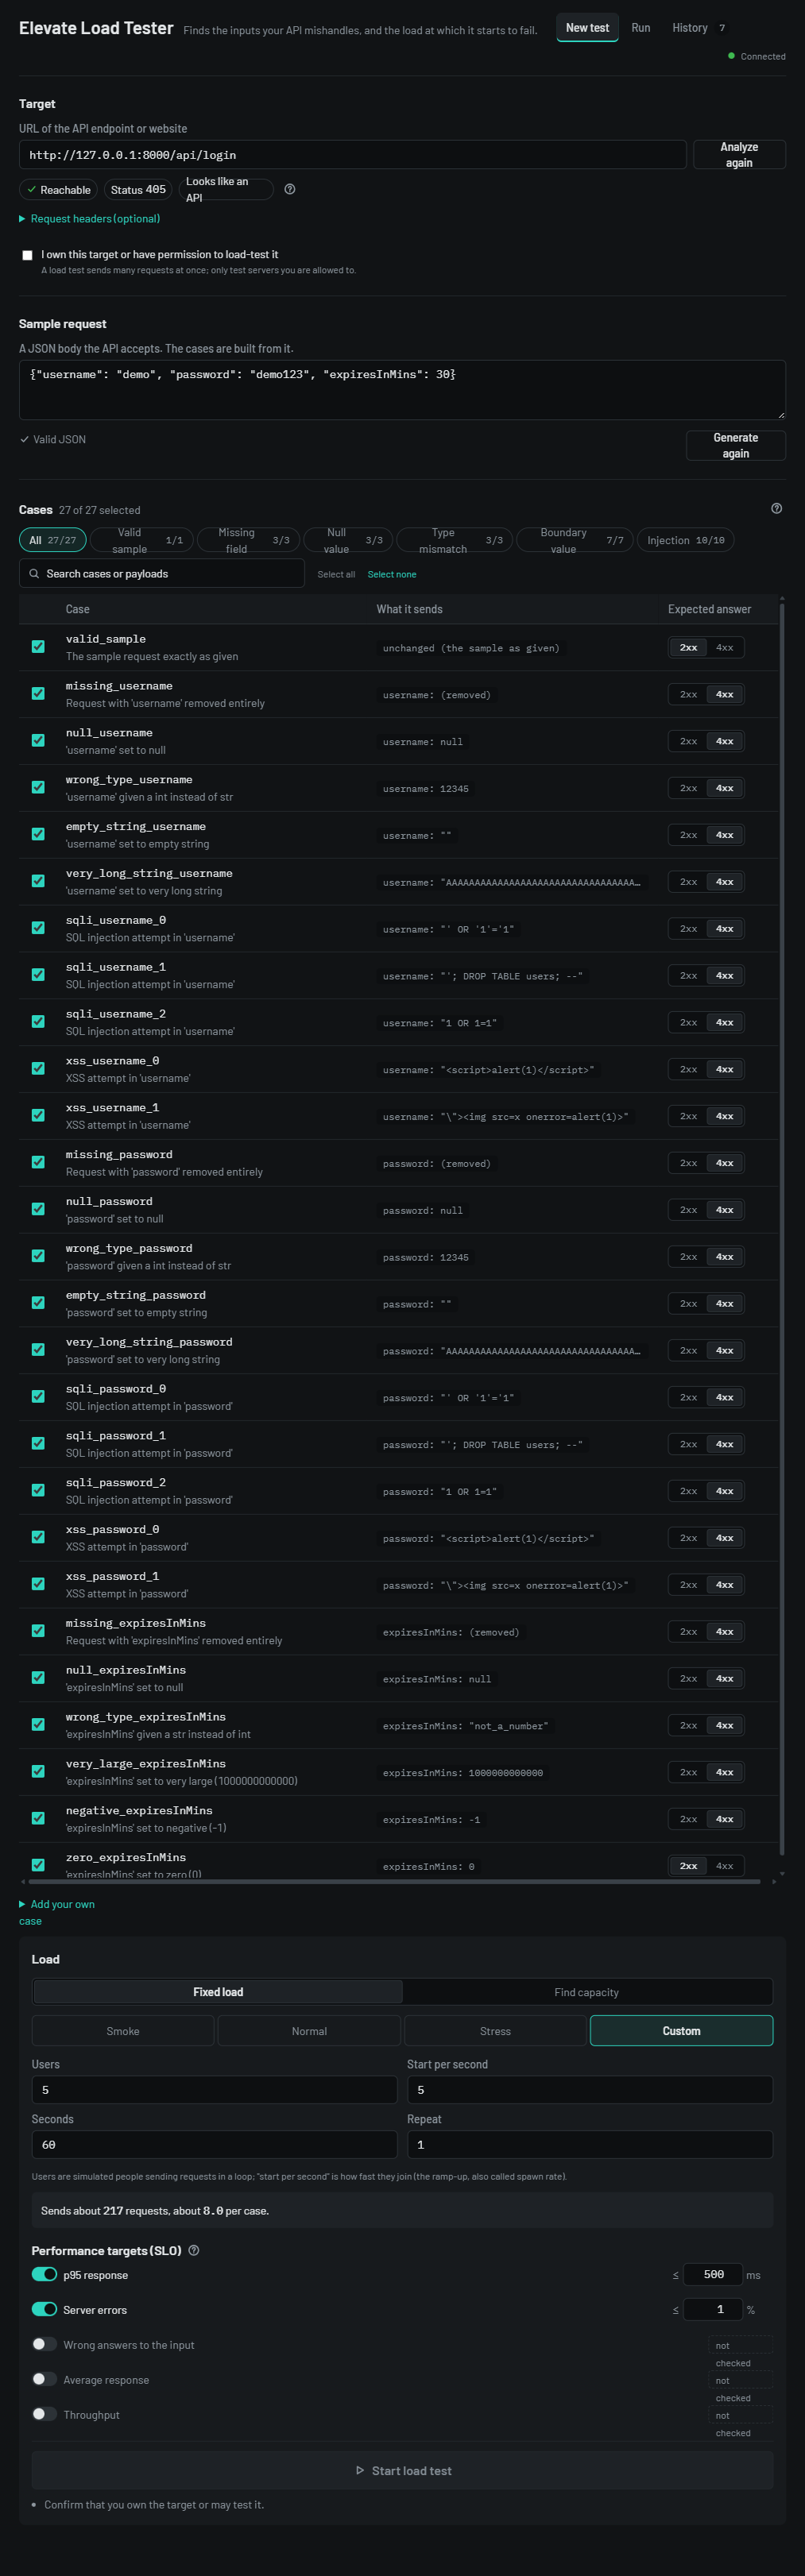 Elevate Load Tester Finds the inputs your API mishandles, and the load at which it starts to fail. New test Run History 7
Connected
Target
URL of the API endpoint or website
http://127.0.0.1:8000/api/login Analyze again
Reachable Status 405 Looks like an API
Request headers (optional)
I own this target or have permission to load-test it
A load test sends many requests at once; only test servers you are allowed to.
Sample request
A JSON body the API accepts. The cases are built from it.
{"username": "demo", "password": "demo123", "expiresInMins": 30}
Valid JSON Generate again
Cases 27 of 27 selected
All 27/27 Valid sample 1/1 Missing field 3/3 Null value 3/3 Type mismatch 3/3 Boundary value 7/7 Injection 10/10
Search cases or payloads Select all Select none
Case What it sends Expected answer
valid_sample
The sample request exactly as given unchanged (the sample as given) 2xx 4xx
missing_username
Request with 'username' removed entirely username: (removed) 2xx 4xx
null_username
'username' set to null username: null 2xx 4xx
wrong_type_username
'username' given a int instead of str username: 12345 2xx 4xx
empty_string_username
'username' set to empty string username: "" 2xx 4xx
very_long_string_username
'username' set to very long string username: "AAAAAAAAAAAAAAAAAAAAAAAAAAAAAAAAA… 2xx 4xx
sqli_username_0
SQL injection attempt in 'username' username: "' OR '1'='1" 2xx 4xx
sqli_username_1
SQL injection attempt in 'username' username: "'; DROP TABLE users; --" 2xx 4xx
sqli_username_2
SQL injection attempt in 'username' username: "1 OR 1=1" 2xx 4xx
xss_username_0
XSS attempt in 'username' username: "<script>alert(1)</script>" 2xx 4xx
xss_username_1
XSS attempt in 'username' username: "\"><img src=x onerror=alert(1)>" 2xx 4xx
missing_password
Request with 'password' removed entirely password: (removed) 2xx 4xx
null_password
'password' set to null password: null 2xx 4xx
wrong_type_password
'password' given a int instead of str password: 12345 2xx 4xx
empty_string_password
'password' set to empty string password: "" 2xx 4xx
very_long_string_password
'password' set to very long string password: "AAAAAAAAAAAAAAAAAAAAAAAAAAAAAAAAA… 2xx 4xx
sqli_password_0
SQL injection attempt in 'password' password: "' OR '1'='1" 2xx 4xx
sqli_password_1
SQL injection attempt in 'password' password: "'; DROP TABLE users; --" 2xx 4xx
sqli_password_2
SQL injection attempt in 'password' password: "1 OR 1=1" 2xx 4xx
xss_password_0
XSS attempt in 'password' password: "<script>alert(1)</script>" 2xx 4xx
xss_password_1
XSS attempt in 'password' password: "\"><img src=x onerror=alert(1)>" 2xx 4xx
missing_expiresInMins
Request with 'expiresInMins' removed entirely expiresInMins: (removed) 2xx 4xx
null_expiresInMins
'expiresInMins' set to null expiresInMins: null 2xx 4xx
wrong_type_expiresInMins
'expiresInMins' given a str instead of int expiresInMins: "not_a_number" 2xx 4xx
very_large_expiresInMins
'expiresInMins' set to very large (1000000000000) expiresInMins: 1000000000000 2xx 4xx
negative_expiresInMins
'expiresInMins' set to negative (-1) expiresInMins: -1 2xx 4xx
zero_expiresInMins
'expiresInMins' set to zero (0) expiresInMins: 0 2xx 4xx
Add your own
case
Load
Fixed load Find capacity
Smoke Normal Stress Custom
Users Start per second
5 5
Seconds Repeat
60 1
Users are simulated people sending requests in a loop; "start per second" is how fast they join (the ramp-up, also called spawn rate).
Sends about 217 requests, about 8.0 per case.
Performance targets (SLO)
p95 response ≤ 500 ms
Server errors ≤ 1 %
Wrong answers to the input not checked
Average response not checked
Throughput not checked
Start load test
Confirm that you own the target or may test it.